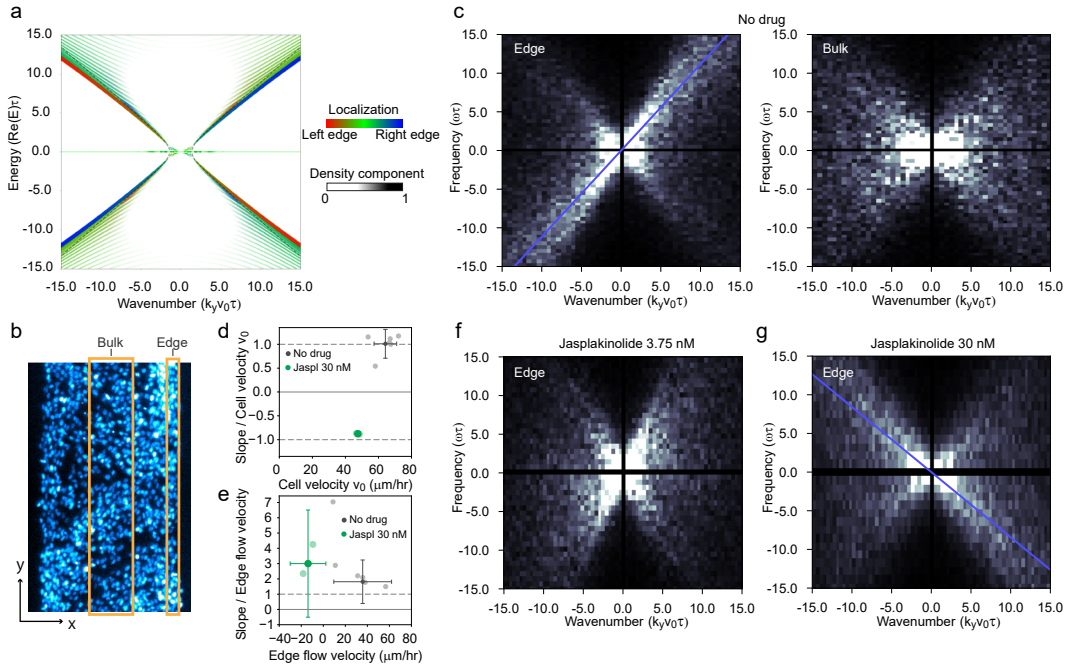 a
15.0
10.0
5.0
0.0
-5.0
-10.0
-15.0
Energy (Re(E)τ)
-15.0 -10.0 -5.0 0.0 5.0 10.0 15.0
Wavenumber (kyv0τ)
Localization
Left edge Right edge
Density component
0 1
c
No drug
Edge
15.0
10.0
5.0
0.0
-5.0
-10.0
-15.0
Frequency (ωτ)
-15.0 -10.0 -5.0 0.0 5.0 10.0 15.0
Wavenumber (kyv0τ)
Bulk
15.0
10.0
5.0
0.0
-5.0
-10.0
-15.0
Frequency (ωτ)
-15.0 -10.0 -5.0 0.0 5.0 10.0 15.0
Wavenumber (kyv0τ)
b
Bulk Edge
y
x
d
1.0
0.5
0.0
−0.5
−1.0
Slope / Cell velocity v0
No drug
Jaspl 30 nM
0 20 40 60 80
Cell velocity v0 (μm/hr)
e
7
6
5
4
3
2
1
0
−1
Slope / Edge flow velocity
No drug
Jaspl 30 nM
−40 −20 0 20 40 60 80
Edge flow velocity (μm/hr)
f
Jasplakinolide 3.75 nM
Edge
15.0
10.0
5.0
0.0
-5.0
-10.0
-15.0
Frequency (ωτ)
-15.0 -10.0 -5.0 0.0 5.0 10.0 15.0
Wavenumber (kyv0τ)
g
Jasplakinolide 30 nM
Edge
15.0
10.0
5.0
0.0
-5.0
-10.0
-15.0
Frequency (ωτ)
-15.0 -10.0 -5.0 0.0 5.0 10.0 15.0
Wavenumber (kyv0τ)